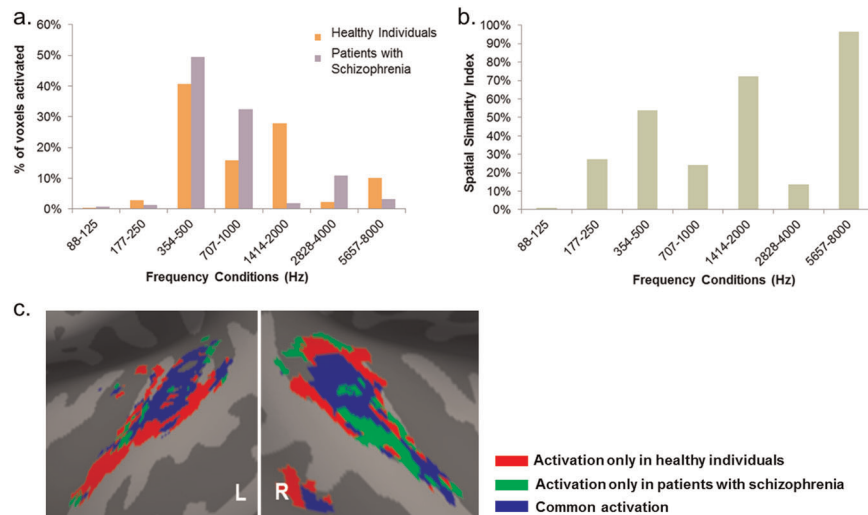 a.
60%
50%
40%
30%
20%
10%
0%
% of voxels activated
Healthy Individuals
Patients with
Schizophrenia
88-125
177-250
354-500
707-1000
1414-2000
2828-4000
5657-8000
Frequency Conditions (Hz)
b.
100%
90%
80%
70%
60%
50%
40%
30%
20%
10%
0%
Spatial Similarity Index
88-125
177-250
354-500
707-1000
1414-2000
2828-4000
5657-8000
Frequency Conditions (Hz)
c.
L
R
Activation only in healthy individuals
Activation only in patients with schizophrenia
Common activation